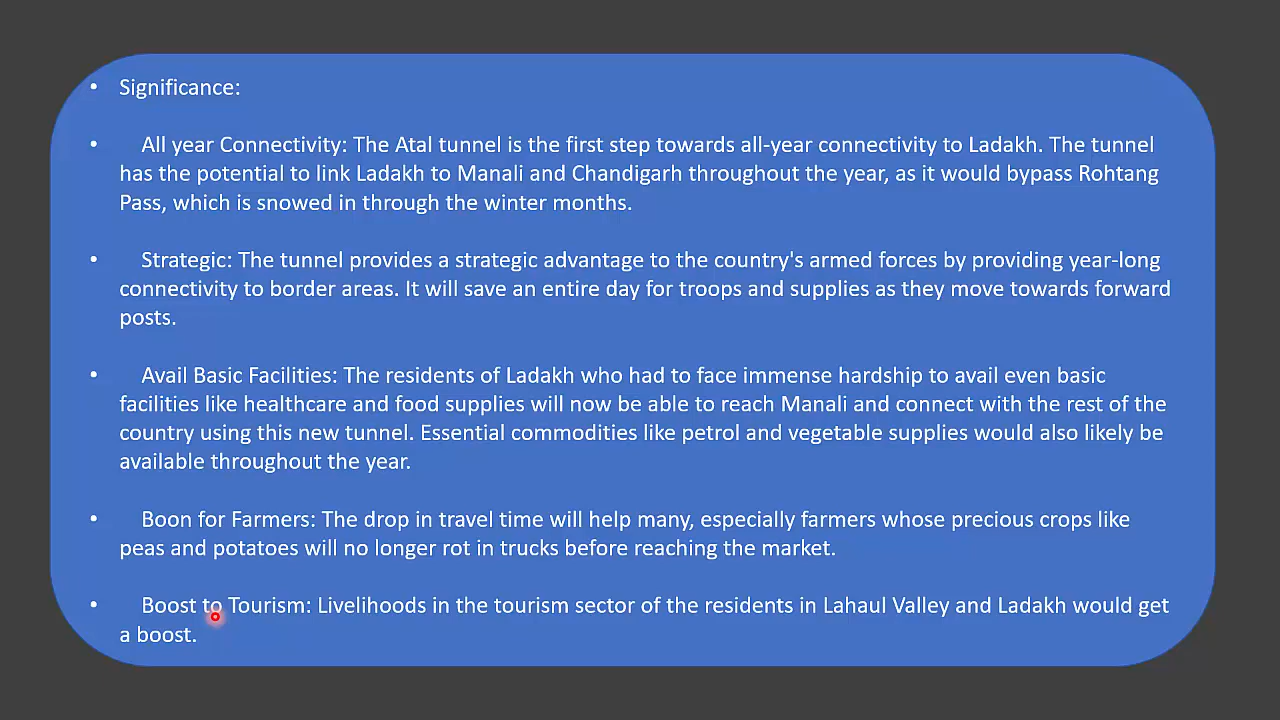 • Significance:
• All year Connectivity: The Atal tunnel is the first step towards all-year connectivity to Ladakh. The tunnel
has the potential to link Ladakh to Manali and Chandigarh throughout the year, as it would bypass Rohtang
Pass, which is snowed in through the winter months.
• Strategic: The tunnel provides a strategic advantage to the country's armed forces by providing year-long
connectivity to border areas. It will save an entire day for troops and supplies as they move towards forward
posts.
• Avail Basic Facilities: The residents of Ladakh who had to face immense hardship to avail even basic
facilities like healthcare and food supplies will now be able to reach Manali and connect with the rest of the
country using this new tunnel. Essential commodities like petrol and vegetable supplies would also likely be
available throughout the year.
• Boon for Farmers: The drop in travel time will help many, especially farmers whose precious crops like
peas and potatoes will no longer rot in trucks before reaching the market.
• Boost to Tourism: Livelihoods in the tourism sector of the residents in Lahaul Valley and Ladakh would get
a boost.